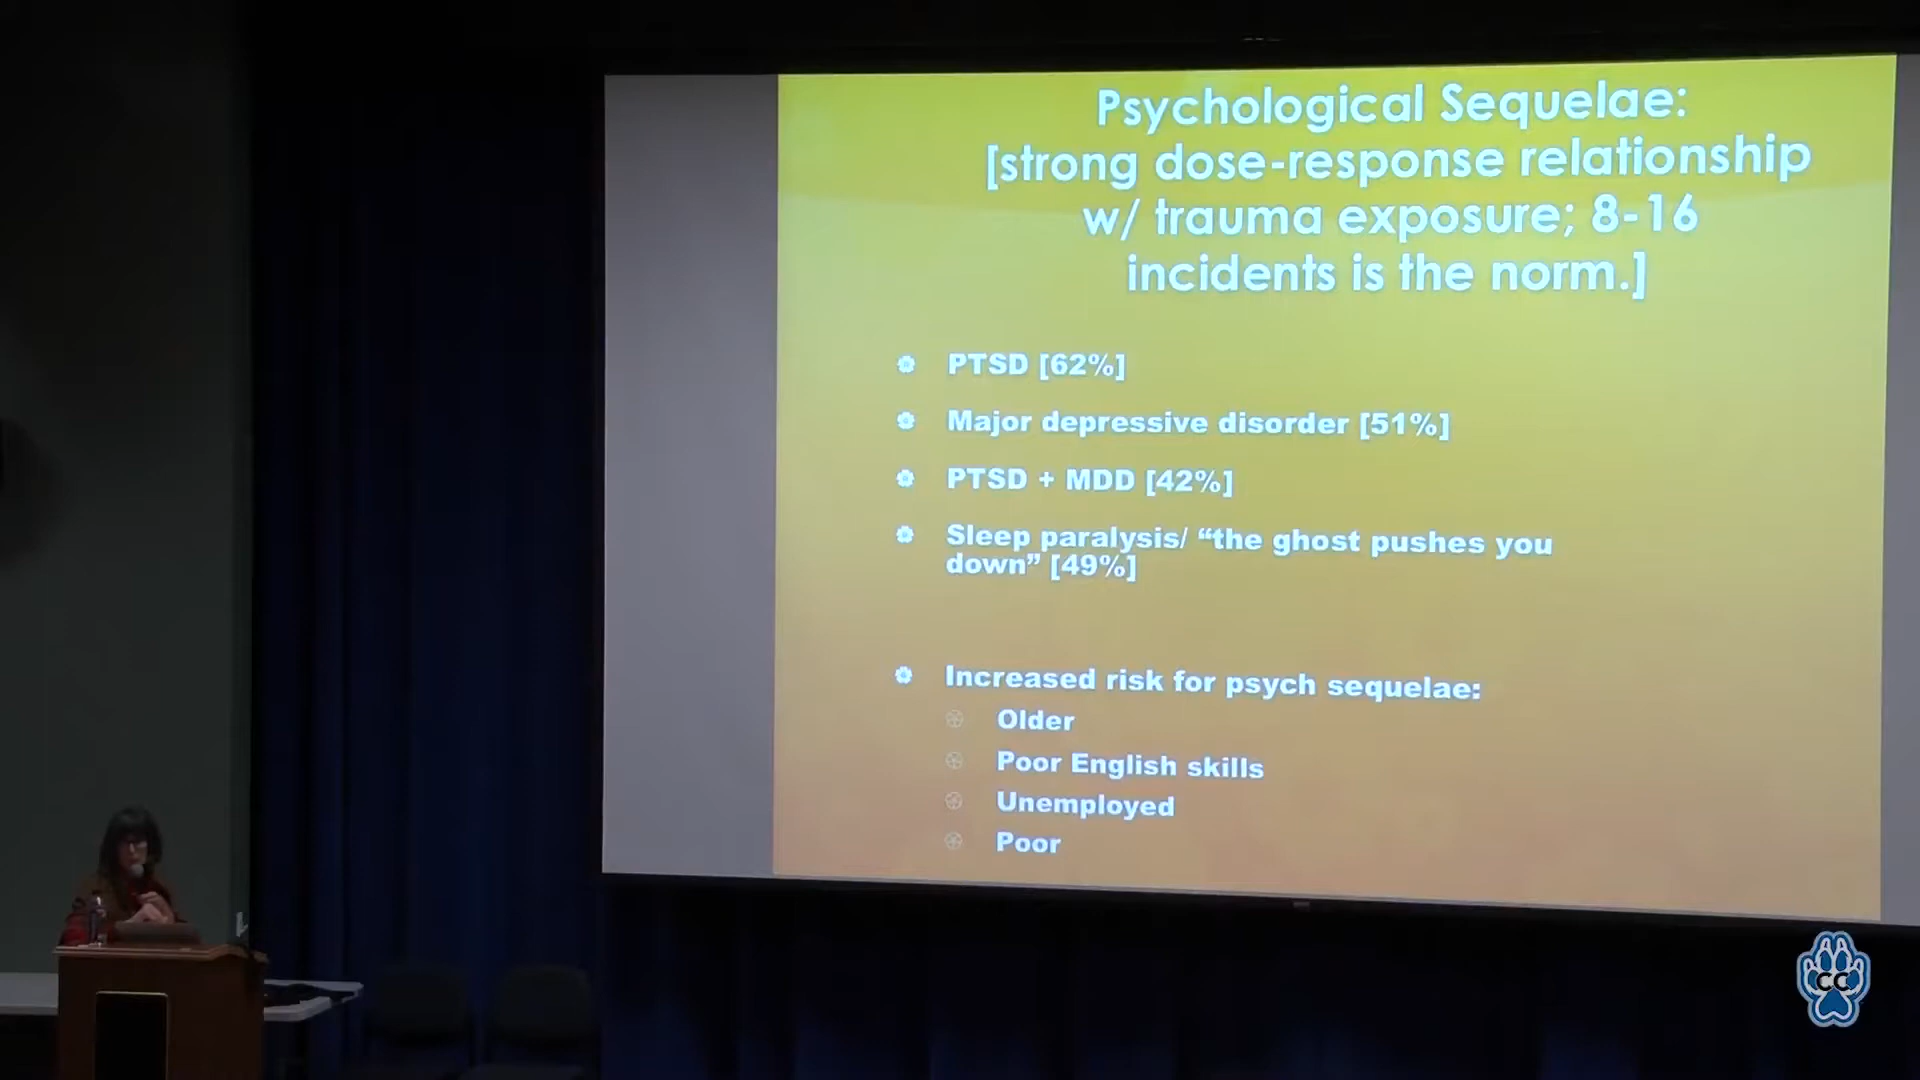 Psychological Sequelae:
[strong dose-response relationship
w/ trauma exposure; 8-16
incidents is the norm.]
PTSD [62%]
Major depressive disorder [51%]
PTSD + MDD [42%]
Sleep paralysis/ “the ghost pushes you
down” [49%]
Increased risk for psych sequelae:
Older
Poor English skills
Unemployed
Poor
CC